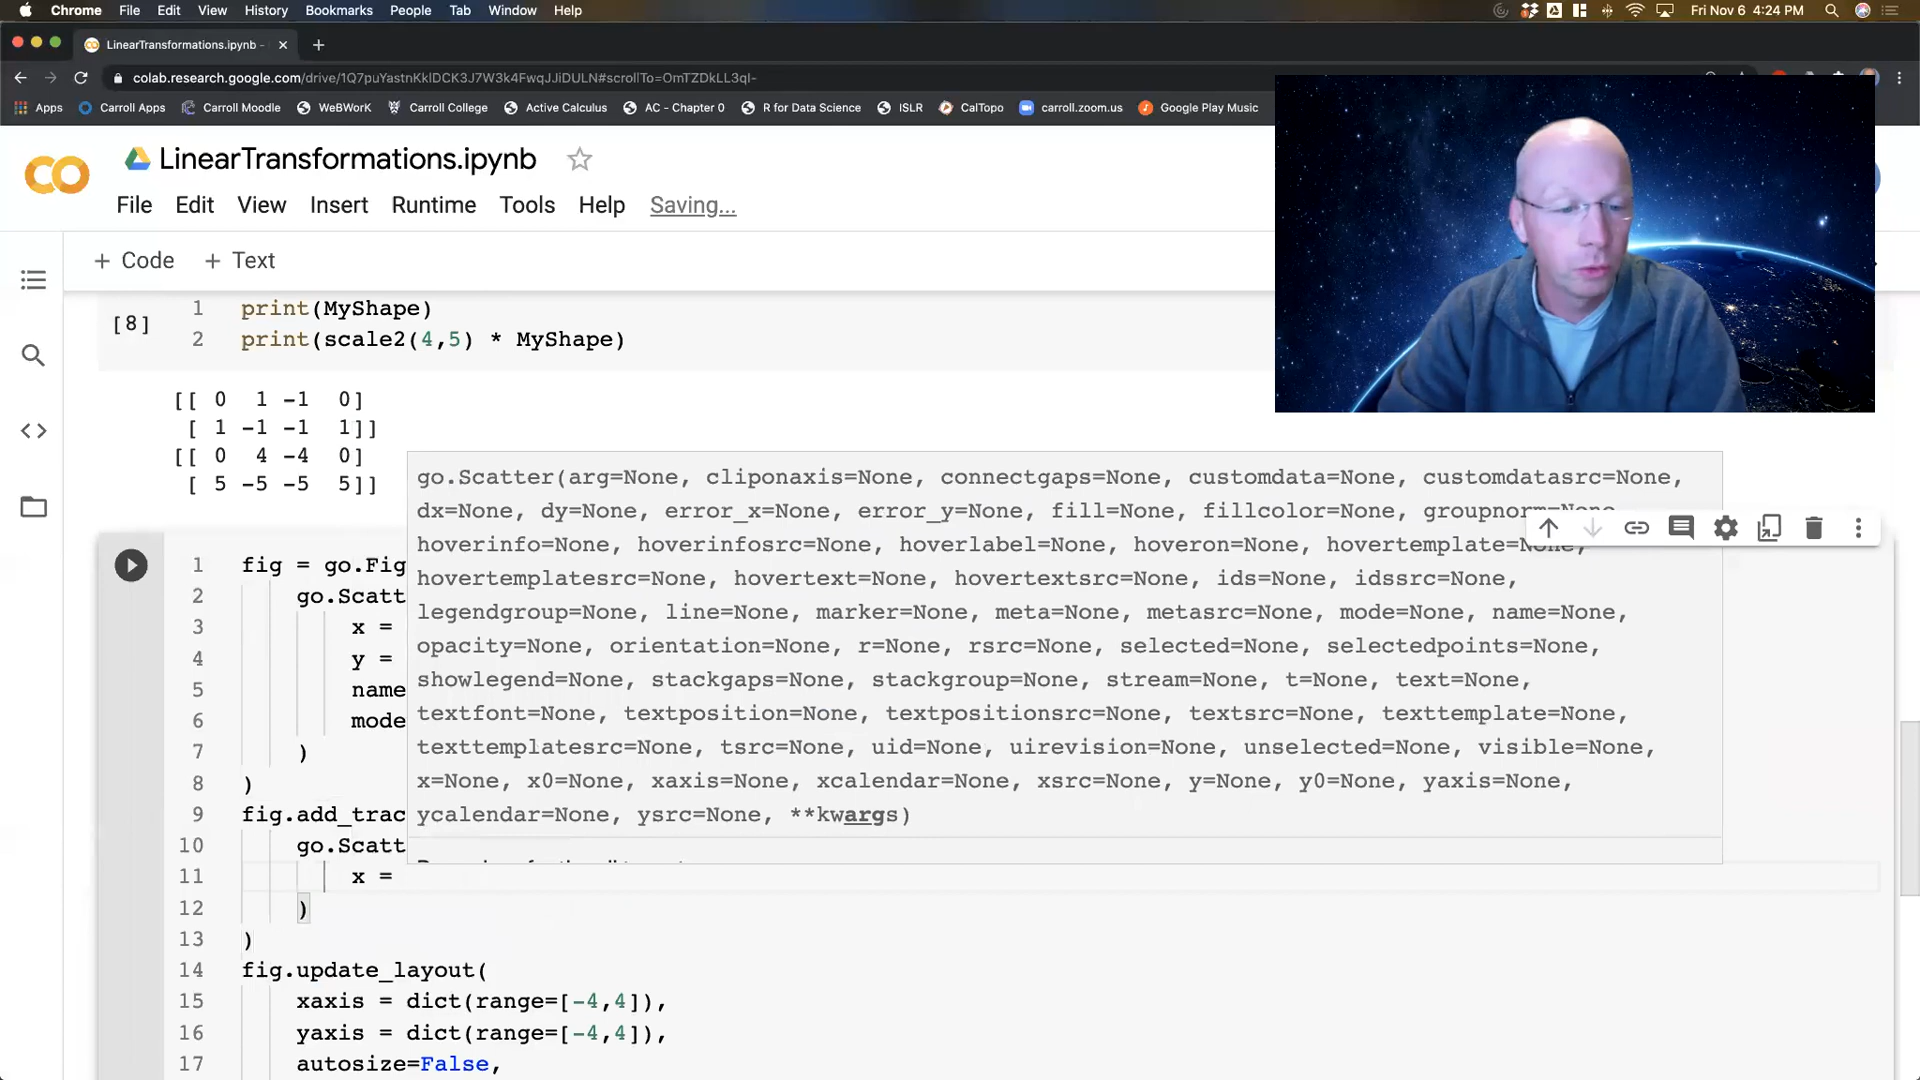 Chrome File Edit View History Bookmarks People Tab Window Help Fri Nov 6 4:24 PM
LinearTransformations.ipynb -
colab.research.google.com/drive/1Q7puYastnKklDCK3J7W3k4FwqJJiDULN#scrollTo=OmTZDkLL3qI-
Apps Carroll Apps Carroll Moodle WeBWorK Carroll College Active Calculus AC - Chapter 0 R for Data Science ISLR CalTopo carroll.zoom.us Google Play Music
CO LinearTransformations.ipynb
File Edit View Insert Runtime Tools Help Saving...
+ Code + Text
[8] 1 print(MyShape)
2 print(scale2(4,5) * MyShape)
[[ 0 1 -1 0]
[ 1 -1 -1 1]]
[[ 0 4 -4 0]
[ 5 -5 -5 5]]
go.Scatter(arg=None, cliponaxis=None, connectgaps=None, customdata=None, customdatasrc=None,
dx=None, dy=None, error_x=None, error_y=None, fill=None, fillcolor=None, groupnorm=None,
hoverinfo=None, hoverinfosrc=None, hoverlabel=None, hoveron=None, hovertemplate=None,
hovertemplatesrc=None, hovertext=None, hovertextsrc=None, ids=None, idssrc=None,
legendgroup=None, line=None, marker=None, meta=None, metasrc=None, mode=None, name=None,
opacity=None, orientation=None, r=None, rsrc=None, selected=None, selectedpoints=None,
showlegend=None, stackgaps=None, stackgroup=None, stream=None, t=None, text=None,
textfont=None, textposition=None, textpositionsrc=None, textsrc=None, texttemplate=None,
texttemplatesrc=None, tsrc=None, uid=None, uirevision=None, unselected=None, visible=None,
x=None, x0=None, xaxis=None, xcalendar=None, xsrc=None, y=None, y0=None, yaxis=None,
ycalendar=None, ysrc=None, **kwargs)
1 fig = go.Fig
2 go.Scatt
3 x =
4 y =
5 name
6 mode
7 )
8 )
9 fig.add_trac
10 go.Scatt
11 x =
12 )
13 )
14 fig.update_layout(
15 xaxis = dict(range=[-4,4]),
16 yaxis = dict(range=[-4,4]),
17 autosize=False,